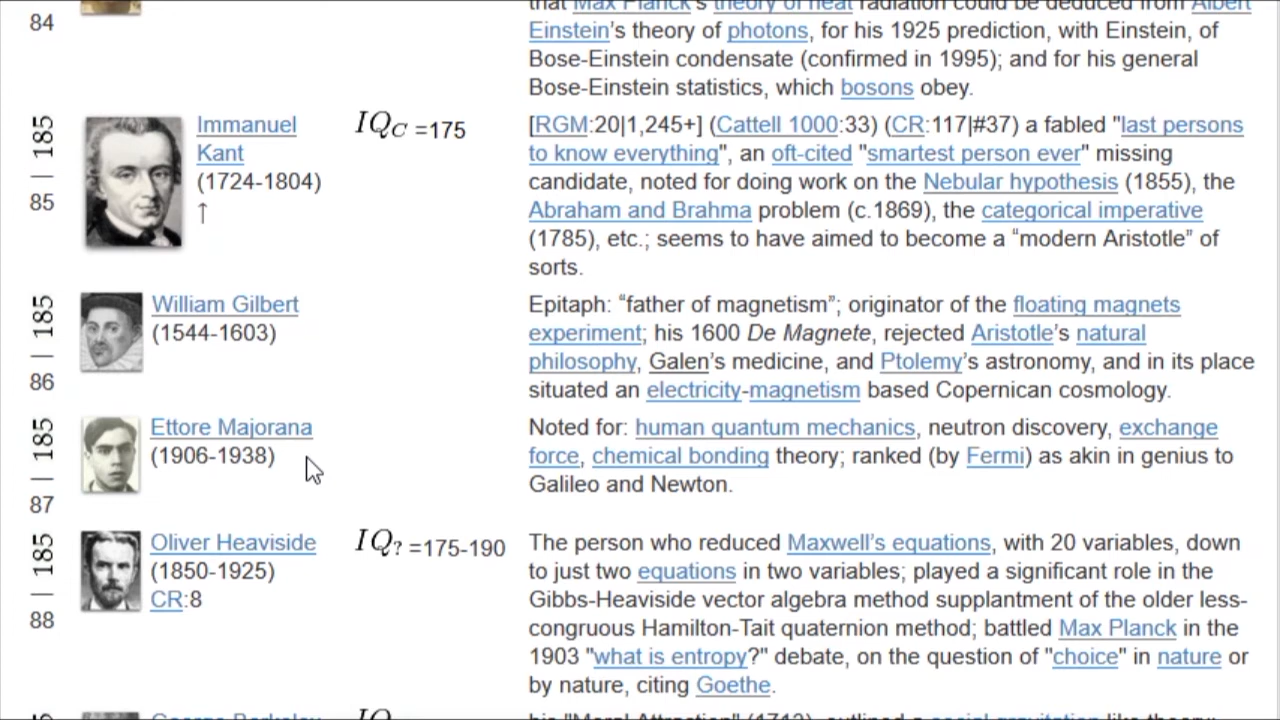 that Max Planck's theory of heat radiation could be deduced from Albert
84
Einstein's theory of photons, for his 1925 prediction, with Einstein, of
Bose-Einstein condensate (confirmed in 1995); and for his general
Bose-Einstein statistics, which bosons obey.
185
—
85
Immanuel
Kant
(1724-1804)
↑
IQC =175
[RGM:20|1,245+] (Cattell 1000:33) (CR:117|#37) a fabled "last persons
to know everything", an oft-cited "smartest person ever" missing
candidate, noted for doing work on the Nebular hypothesis (1855), the
Abraham and Brahma problem (c.1869), the categorical imperative
(1785), etc.; seems to have aimed to become a “modern Aristotle” of
sorts.
185
—
86
William Gilbert
(1544-1603)
Epitaph: “father of magnetism”; originator of the floating magnets
experiment; his 1600 De Magnete, rejected Aristotle's natural
philosophy, Galen's medicine, and Ptolemy's astronomy, and in its place
situated an electricity-magnetism based Copernican cosmology.
185
—
87
Ettore Majorana
(1906-1938)
Noted for: human quantum mechanics, neutron discovery, exchange
force, chemical bonding theory; ranked (by Fermi) as akin in genius to
Galileo and Newton.
185
—
88
Oliver Heaviside
(1850-1925)
CR:8
IQ? =175-190
The person who reduced Maxwell's equations, with 20 variables, down
to just two equations in two variables; played a significant role in the
Gibbs-Heaviside vector algebra method supplantment of the older less-
congruous Hamilton-Tait quaternion method; battled Max Planck in the
1903 "what is entropy?" debate, on the question of "choice" in nature or
by nature, citing Goethe.
George Berkeley
IQ
his "Moral Attraction" (1713), outlined a social gravitation like theory;